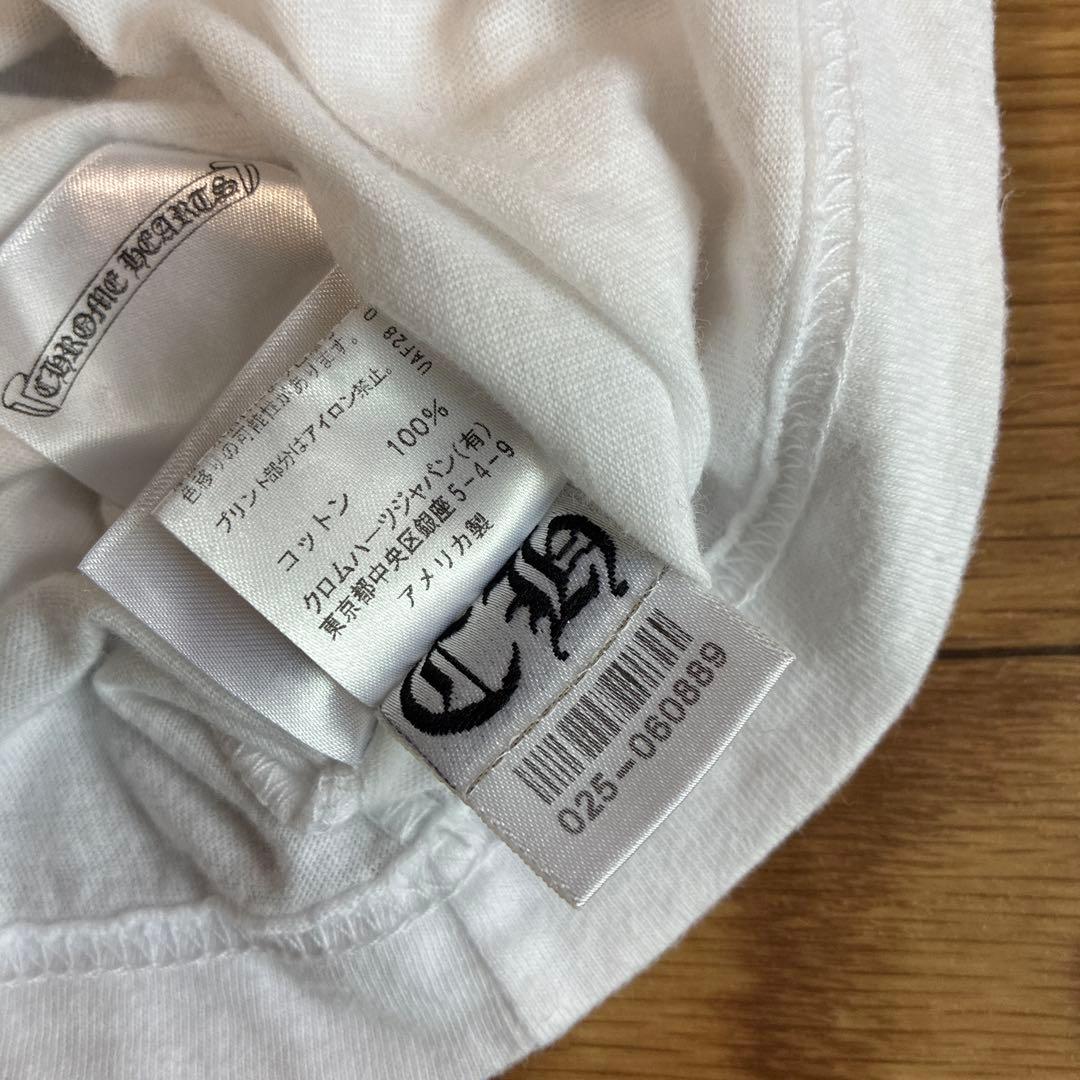 CHROME HEARTS
色移りの可能性があります。
プリント部分はアイロン禁止。
UAF28 0
コットン 100%
クロムハーツジャパン(有)
東京都中央区銀座5-4-9
アメリカ製
CH
025-060889